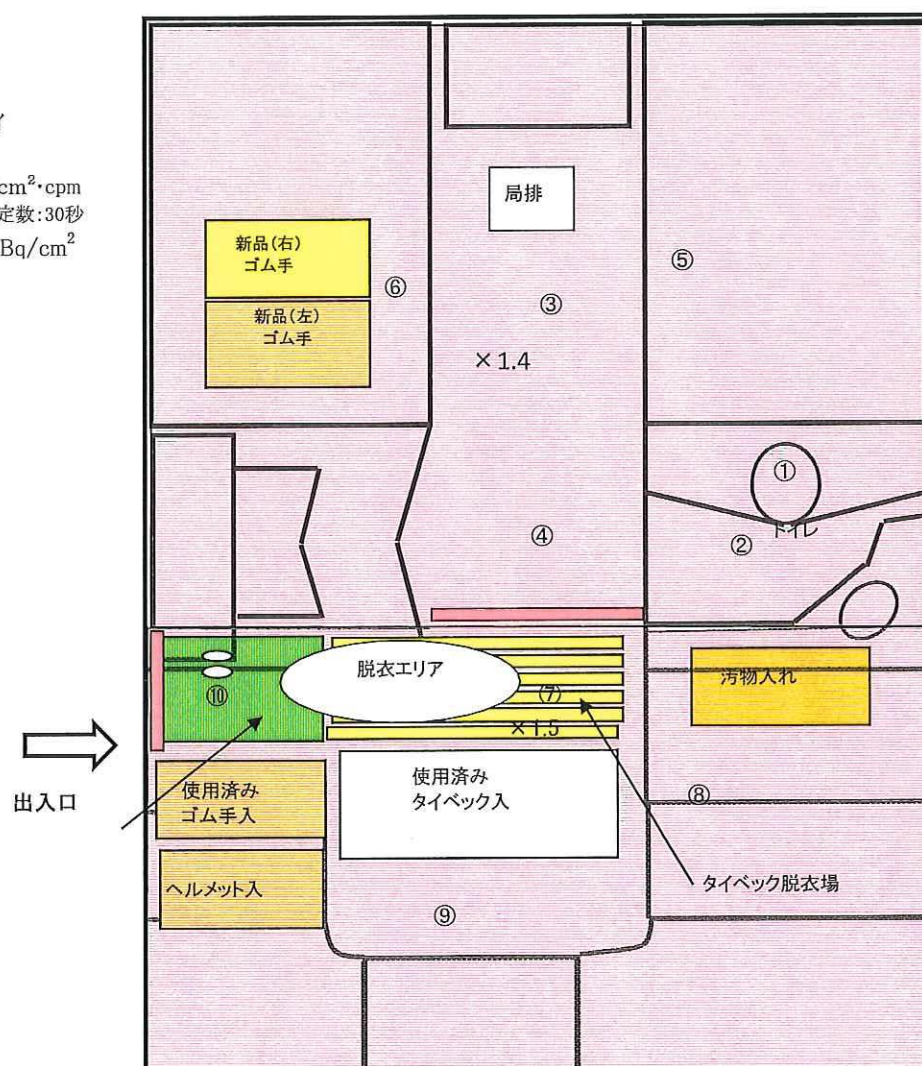 cm²・cpm
定数:30秒
Bq/cm²
局排
新品(右)
ゴム手
⑥
⑤
③
新品(左)
ゴム手
×1.4
①
④
②
トイレ
脱衣エリア
⑩
⑦
汚物入れ
×1.5
出入口
使用済み
ゴム手入
使用済み
タイベック入
⑧
ヘルメット入
タイベック脱衣場
⑨